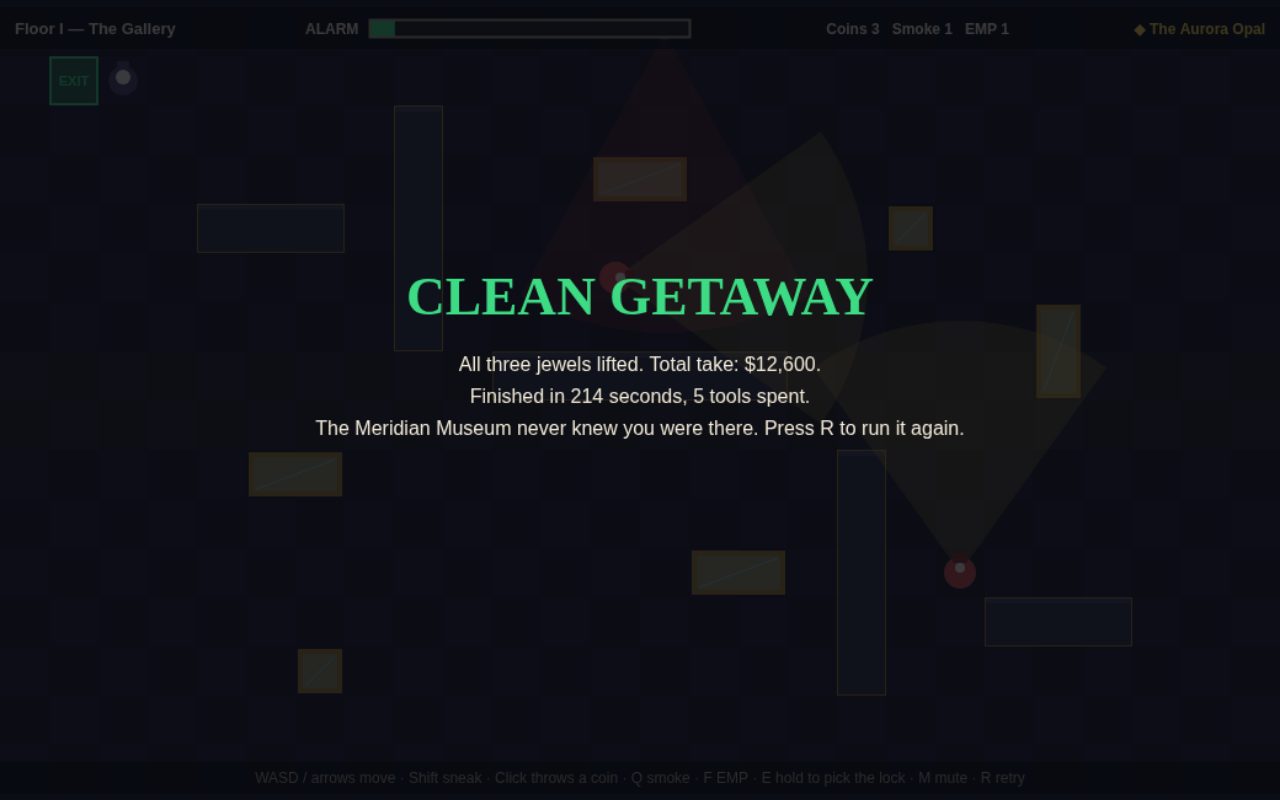 Floor I — The Gallery
ALARM
Coins 3 Smoke 1 EMP 1
◆ The Aurora Opal
EXIT
CLEAN GETAWAY
All three jewels lifted. Total take: $12,600.
Finished in 214 seconds, 5 tools spent.
The Meridian Museum never knew you were there. Press R to run it again.
WASD / arrows move · Shift sneak · Click throws a coin · Q smoke · F EMP · E hold to pick the lock · M mute · R retry